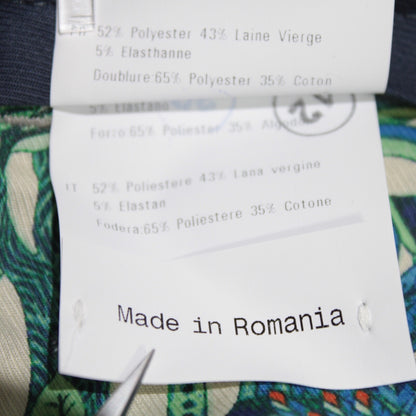 FR 52% Polyester 43% Laine Vierge
5% Elasthanne
Doublure:65% Polyester 35% Coton
5% Elastano
Forro:65% Poliester 35% Algod
IT 52% Poliestere 43% Lana vergine
5% Elastan
Fodera:65% Poliestere 35% Cotone
Made in Romania